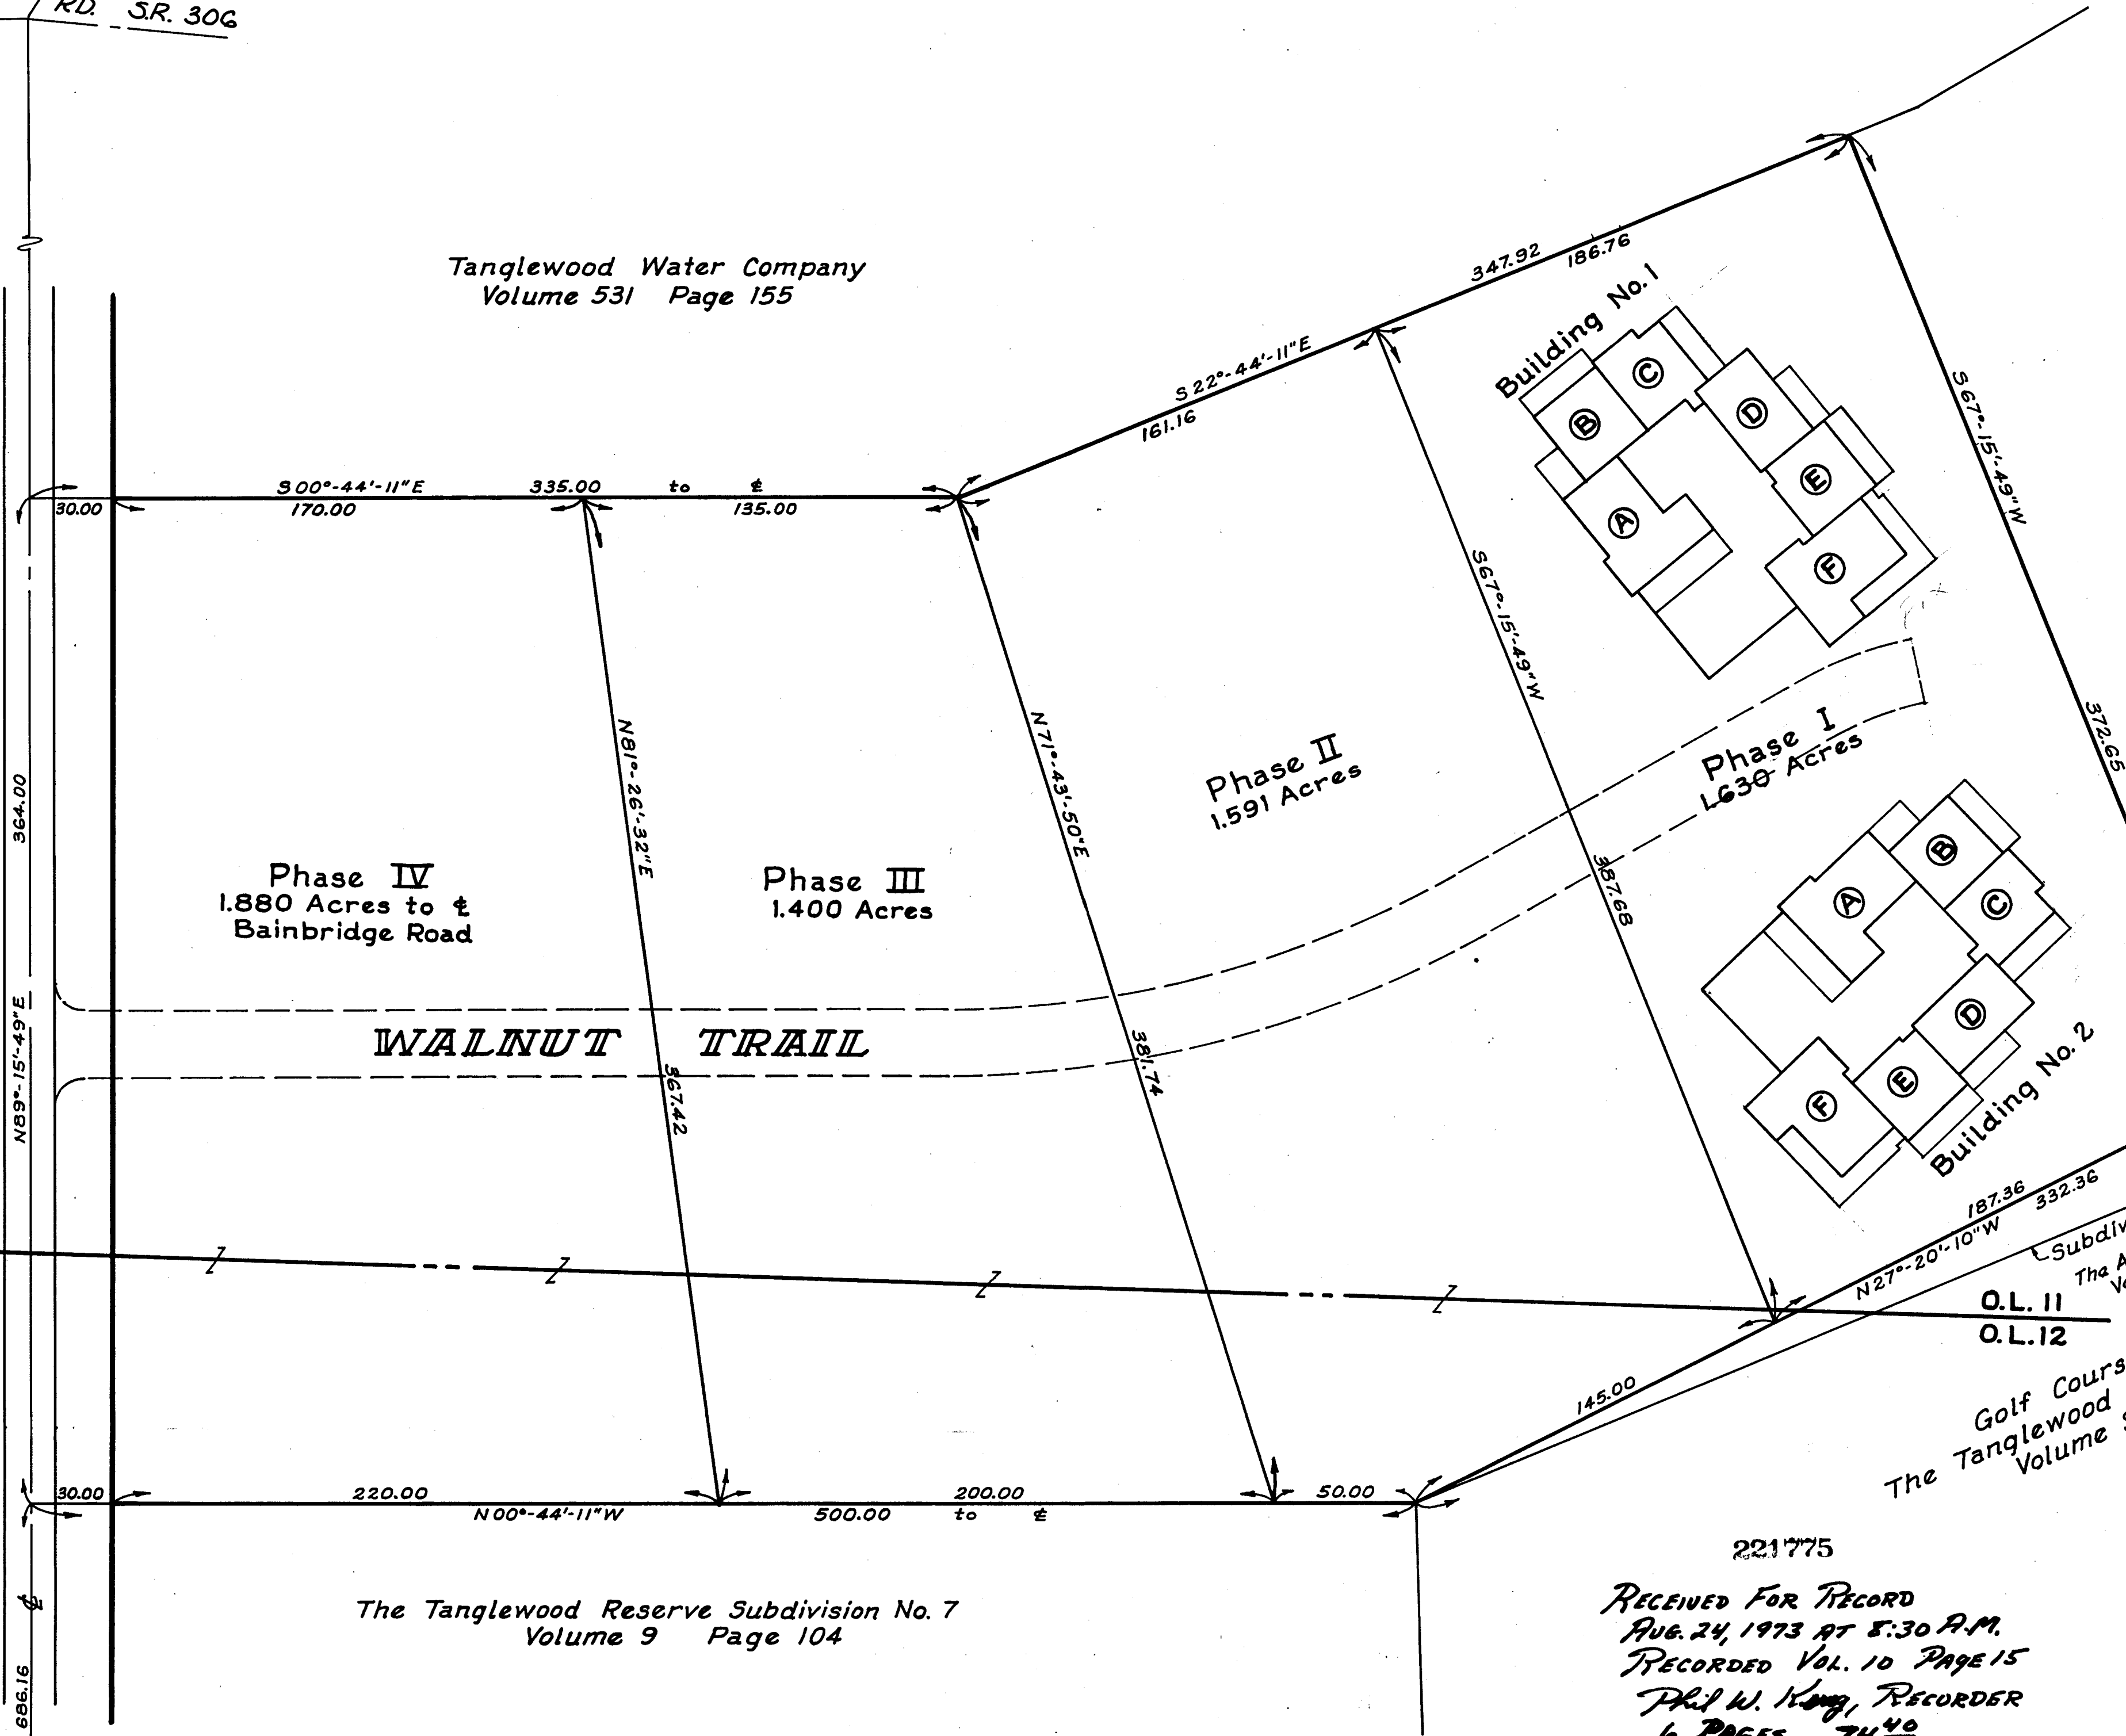 RD. S.R. 306
Tanglewood Water Company
Volume 531 Page 155
347.92
186.76
Building No. 1
A
B
C
D
E
F
S 22°-44'-11" E
161.16
S67°-15'-49"W
372.65
S 00°-44'-11" E 335.00 to ℄
30.00 170.00 135.00
S67°-15'-49"W
387.68
N81°-26'-32"E
367.42
N71°-43'-50"E
381.74
Phase I
1.630 Acres
Phase II
1.591 Acres
Phase III
1.400 Acres
Phase IV
1.880 Acres to ℄
Bainbridge Road
364.00
N89°-15'-49"E
WALNUT TRAIL
A
B
C
D
E
F
Building No. 2
187.36
332.36
N27°-20'-10"W
The
O.L. 11
O.L. 12
145.00
Golf
The Tanglewood
Volume
30.00 220.00 200.00 50.00
N00°-44'-11"W 500.00 to ℄
℄
686.16
The Tanglewood Reserve Subdivision No. 7
Volume 9 Page 104
221775
RECEIVED FOR RECORD
AUG. 24, 1973 AT 8:30 A.M.
RECORDED VOL. 10 PAGE 15
Phil W. King, RECORDER
6 PAGES